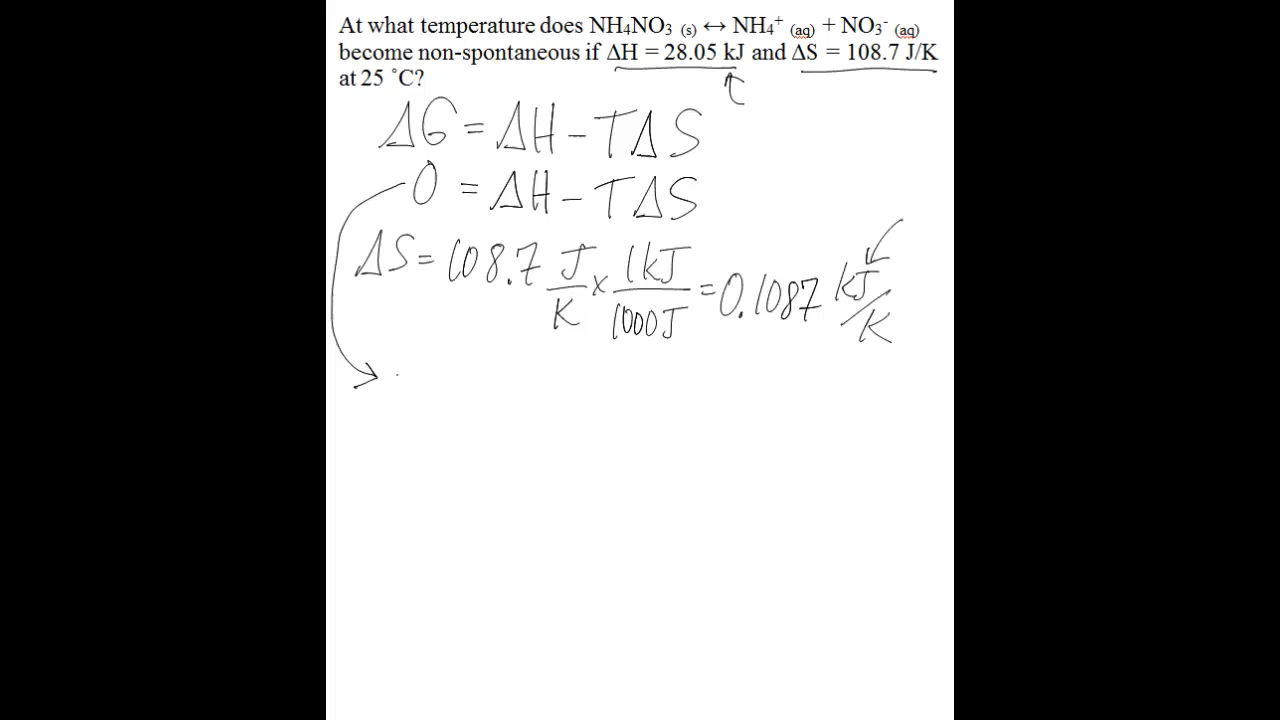 At what temperature does NH₄NO₃ (s) ↔ NH₄⁺ (aq) + NO₃⁻ (aq)
become non-spontaneous if ΔH = 28.05 kJ and ΔS = 108.7 J/K
at 25 ˚C?
ΔG = ΔH - TΔS
0 = ΔH - TΔS
ΔS = 108.7 J/K × 1kJ/1000J = 0.1087 kJ/K